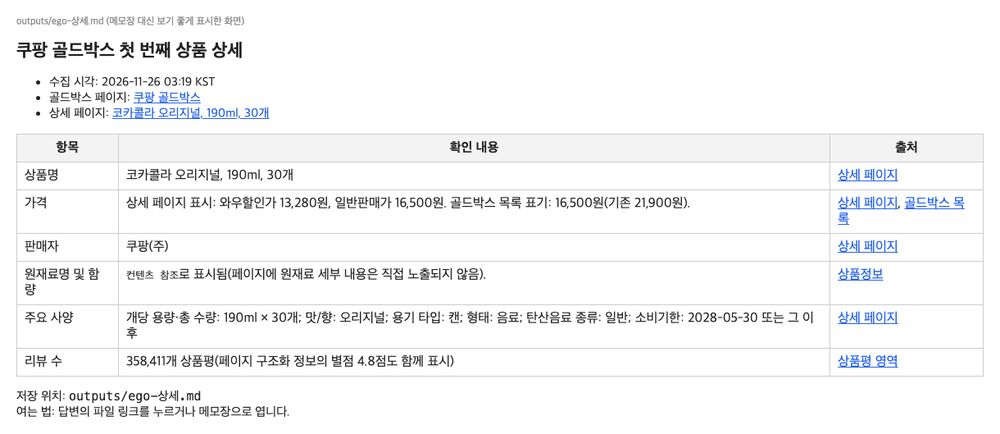 outputs/ego-상세.md (메모장 대신 보기 좋게 표시한 화면)
쿠팡 골드박스 첫 번째 상품 상세
• 수집 시각: 2026-11-26 03:19 KST
• 골드박스 페이지: 쿠팡 골드박스
• 상세 페이지: 코카콜라 오리지널, 190ml, 30개
항목 확인 내용 출처
상품명 코카콜라 오리지널, 190ml, 30개 상세 페이지
가격 상세 페이지 표시: 와우할인가 13,280원, 일반판매가 16,500원. 골드박스 목록 표기: 16,500원(기존 21,900원). 상세 페이지, 골드박스 목
록
판매자 쿠팡(주) 상세 페이지
원재료명 및 함 컨텐츠 참조로 표시됨(페이지에 원재료 세부 내용은 직접 노출되지 않음). 상품정보
량
주요 사양 개당 용량·총 수량: 190ml × 30개; 맛/향: 오리지널; 용기 타입: 캔; 형태: 음료; 탄산음료 종류: 일반; 소비기한: 2028-05-30 또는 그 이 상세 페이지
후
리뷰 수 358,411개 상품평(페이지 구조화 정보의 별점 4.8점도 함께 표시) 상품평 영역
저장 위치: outputs/ego-상세.md
여는 법: 답변의 파일 링크를 누르거나 메모장으로 엽니다.